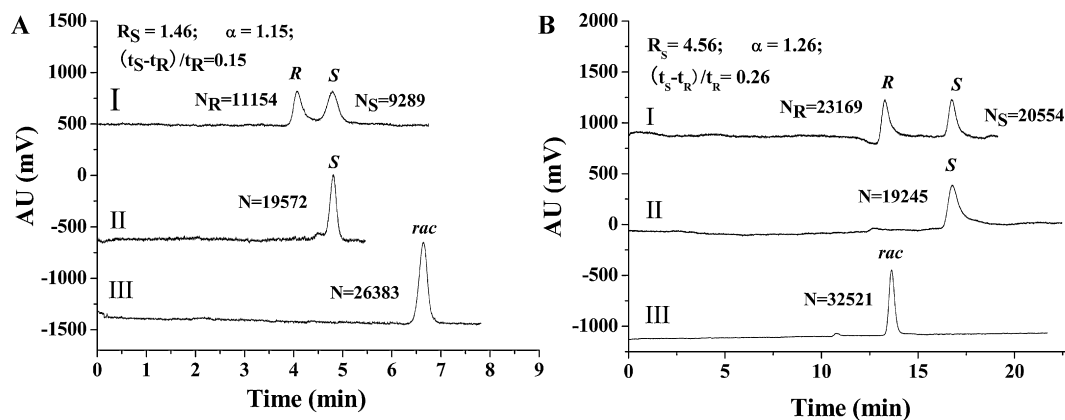 A
R_S = 1.46; α = 1.15;
(t_S-t_R)/t_R=0.15
R
S
I
N_R=11154
N_S=9289
S
N=19572
II
rac
N=26383
III
1500
1000
500
0
-500
-1000
-1500
AU (mV)
0 1 2 3 4 5 6 7 8 9
Time (min)
B
R_S = 4.56; α = 1.26;
(t_S-t_R)/t_R= 0.26
R
S
N_R=23169
N_S=20554
I
S
N=19245
II
rac
N=32521
III
2000
1500
1000
500
0
-500
-1000
AU (mV)
0 5 10 15 20
Time (min)